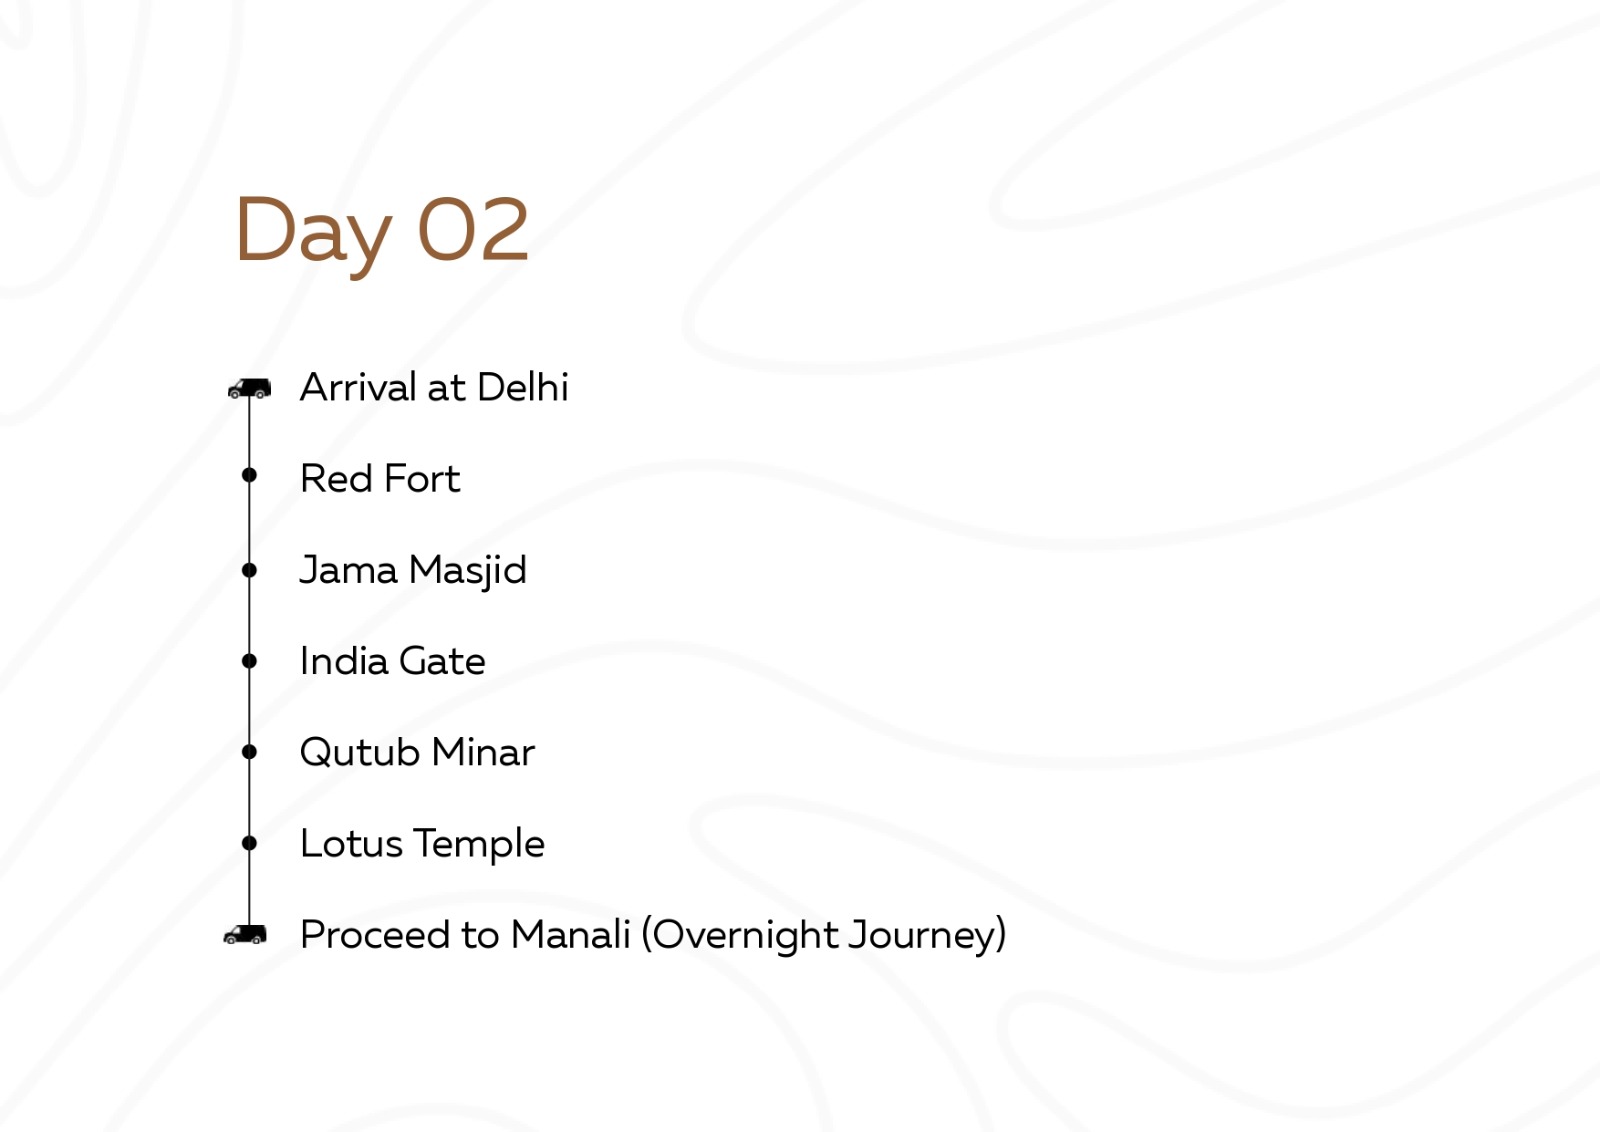 Day 02
Arrival at Delhi
Red Fort
Jama Masjid
India Gate
Qutub Minar
Lotus Temple
Proceed to Manali (Overnight Journey)